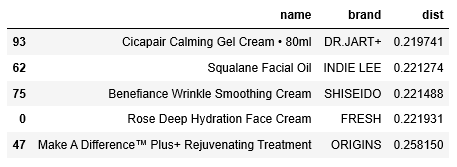 name brand dist
93 Cicapair Calming Gel Cream • 80ml DR.JART+ 0.219741
62 Squalane Facial Oil INDIE LEE 0.221274
75 Benefiance Wrinkle Smoothing Cream SHISEIDO 0.221488
0 Rose Deep Hydration Face Cream FRESH 0.221931
47 Make A Difference™ Plus+ Rejuvenating Treatment ORIGINS 0.258150